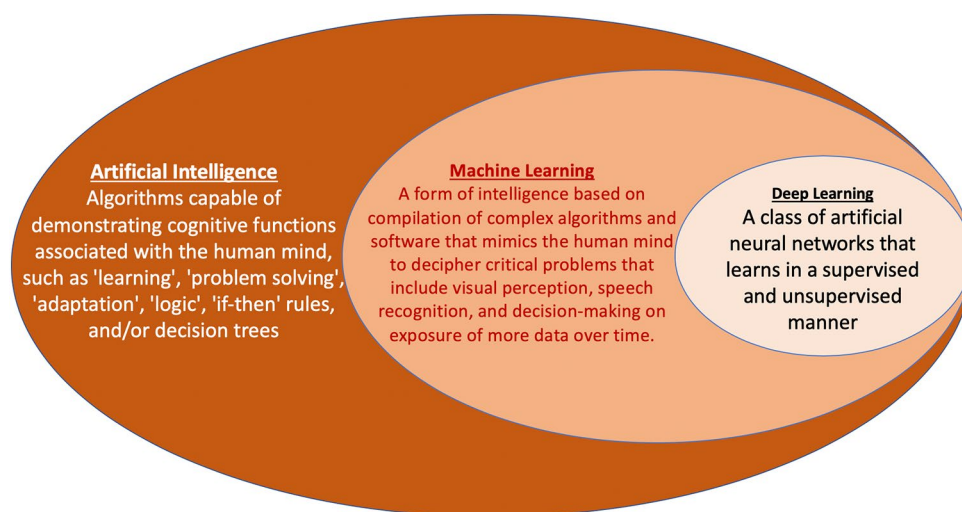 Artificial Intelligence
Algorithms capable of
demonstrating cognitive functions
associated with the human mind,
such as 'learning', 'problem solving',
'adaptation', 'logic', 'if-then' rules,
and/or decision trees
Machine Learning
A form of intelligence based on
compilation of complex algorithms and
software that mimics the human mind
to decipher critical problems that
include visual perception, speech
recognition, and decision-making on
exposure of more data over time.
Deep Learning
A class of artificial
neural networks that
learns in a supervised
and unsupervised
manner